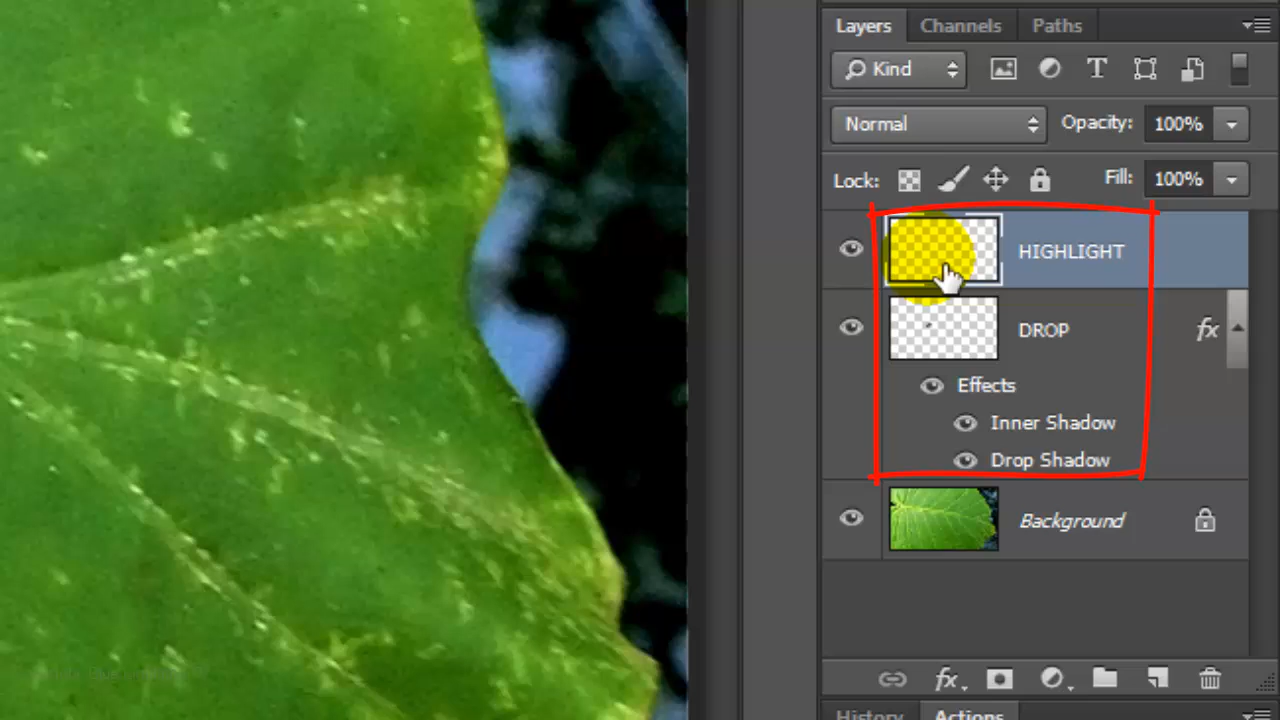 Layers Channels Paths
Kind T
Normal Opacity: 100%
Lock: Fill: 100%
HIGHLIGHT
DROP fx
Effects
Inner Shadow
Drop Shadow
Background
fx
History Actions